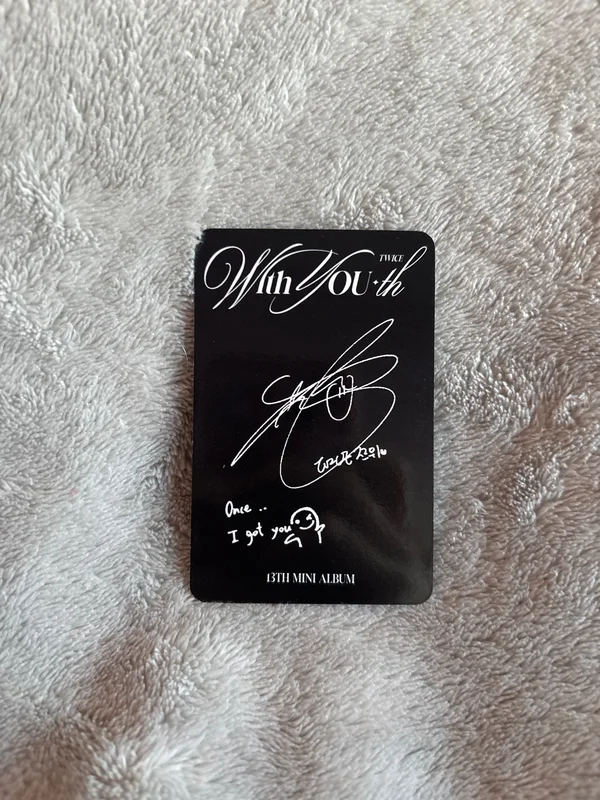 With YOU-th
TWICE
Once ..
I got you
13TH MINI ALBUM